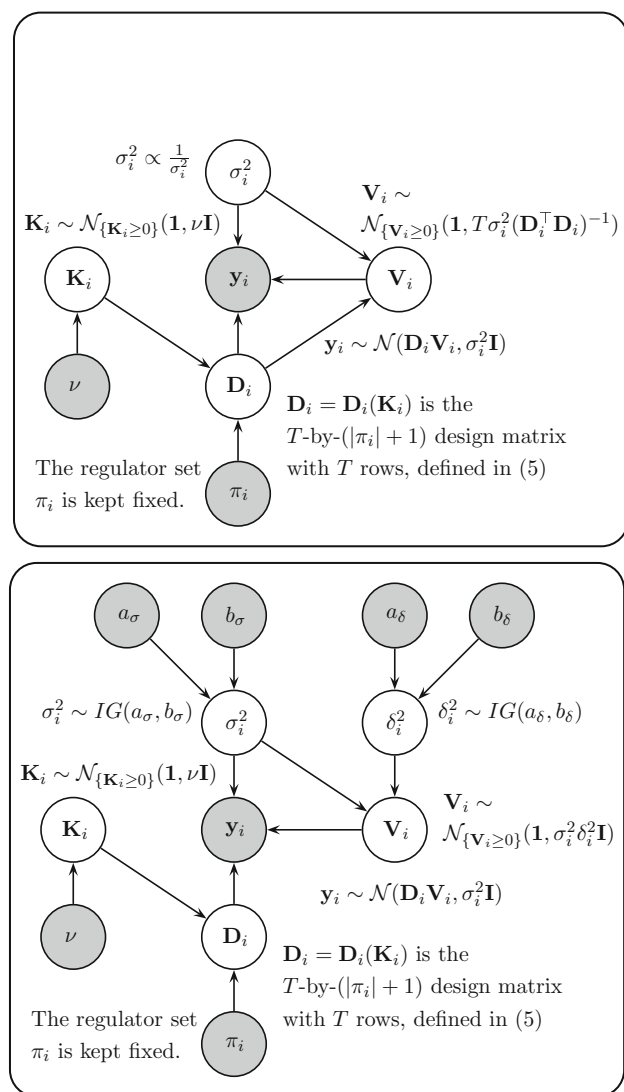 σ_i^2 ∝ 1/σ_i^2
σ_i^2
V_i ∼
N_{V_i≥0}(1, Tσ_i^2(D_i^⊤D_i)^{-1})
K_i ∼ N_{K_i≥0}(1, νI)
K_i
y_i
V_i
y_i ∼ N(D_iV_i, σ_i^2I)
ν
D_i
D_i = D_i(K_i) is the
T-by-(|π_i| + 1) design matrix
with T rows, defined in (5)
The regulator set
π_i is kept fixed.
π_i
a_σ
b_σ
a_δ
b_δ
σ_i^2 ∼ IG(a_σ, b_σ)
σ_i^2
δ_i^2
δ_i^2 ∼ IG(a_δ, b_δ)
K_i ∼ N_{K_i≥0}(1, νI)
K_i
y_i
V_i
V_i ∼
N_{V_i≥0}(1, σ_i^2δ_i^2I)
y_i ∼ N(D_iV_i, σ_i^2I)
ν
D_i
D_i = D_i(K_i) is the
T-by-(|π_i| + 1) design matrix
with T rows, defined in (5)
The regulator set
π_i is kept fixed.
π_i